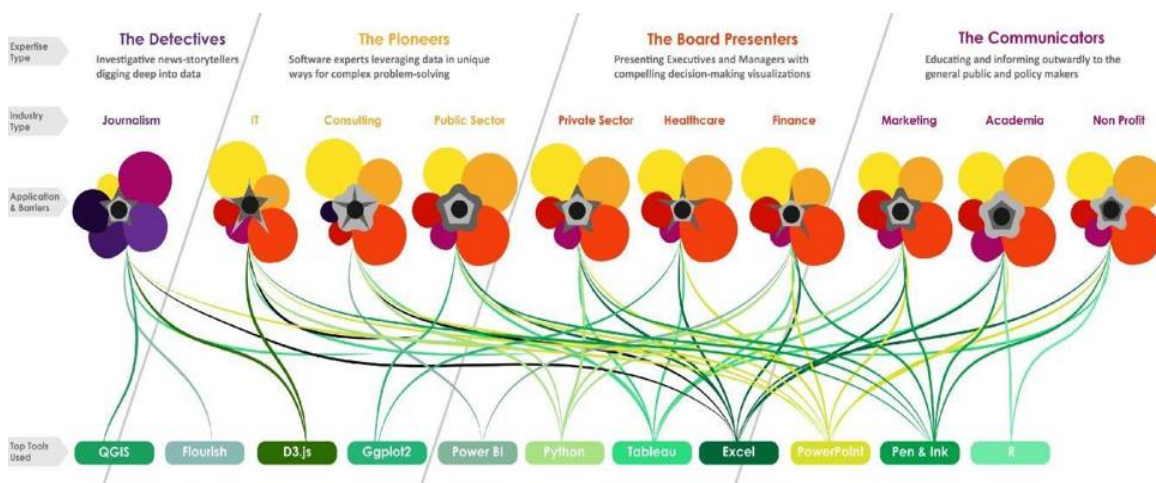 Expertise
Type
The Detectives
Investigative news-storytellers
digging deep into data
The Pioneers
Software experts leveraging data in unique
ways for complex problem-solving
The Board Presenters
Presenting Executives and Managers with
compelling decision-making visualizations
The Communicators
Educating and informing outwardly to the
general public and policy makers
Industry
Type
Journalism
IT
Consulting
Public Sector
Private Sector
Healthcare
Finance
Marketing
Academia
Non Profit
Application
& Barriers
Top Tools
Used
QGIS
Flourish
D3.js
Ggplot2
Power BI
Python
Tableau
Excel
PowerPoint
Pen & Ink
R